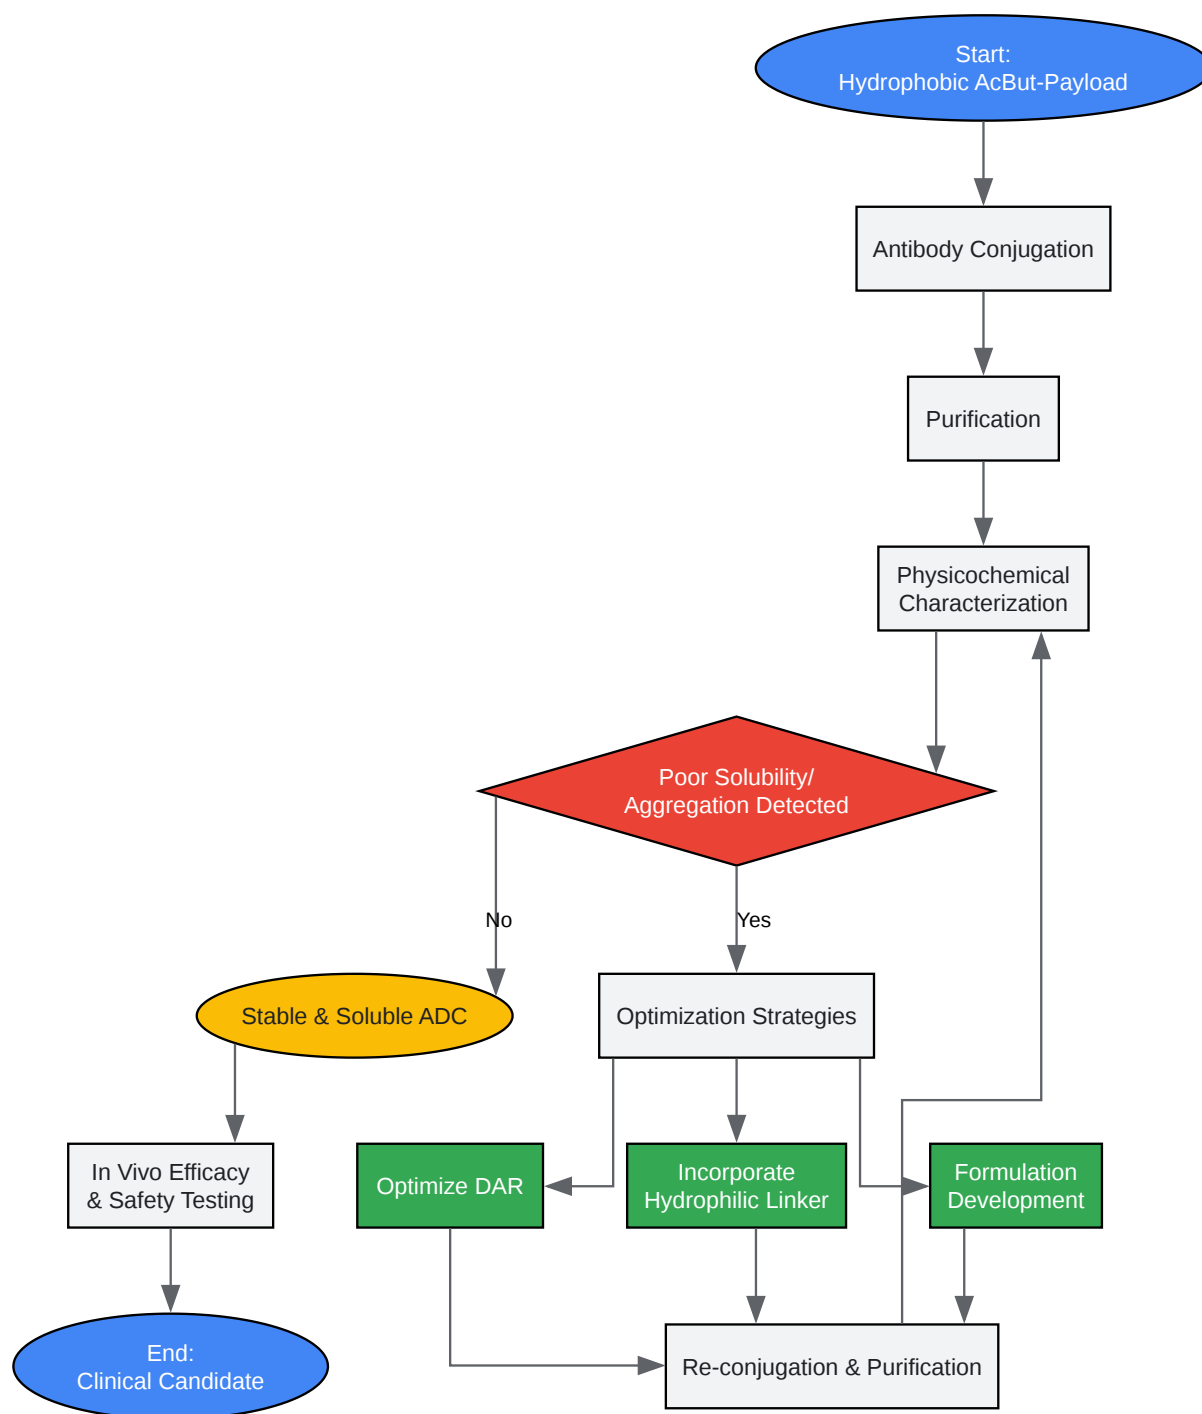 Start:
Hydrophobic AcBut-Payload
Antibody Conjugation
Purification
Physicochemical
Characterization
Poor Solubility/
Aggregation Detected
No
Yes
Stable & Soluble ADC
Optimization Strategies
In Vivo Efficacy
& Safety Testing
Optimize DAR
Incorporate
Hydrophilic Linker
Formulation
Development
End:
Clinical Candidate
Re-conjugation & Purification